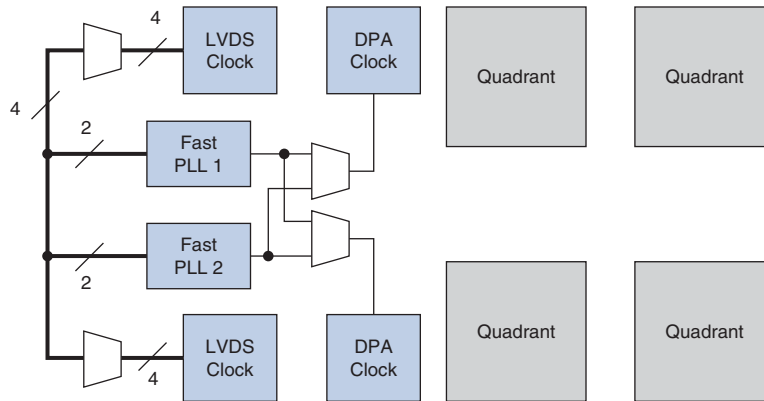 4
LVDS
Clock
DPA
Clock
Quadrant
Quadrant
4
2
Fast
PLL 1
Fast
PLL 2
2
LVDS
Clock
4
DPA
Clock
Quadrant
Quadrant